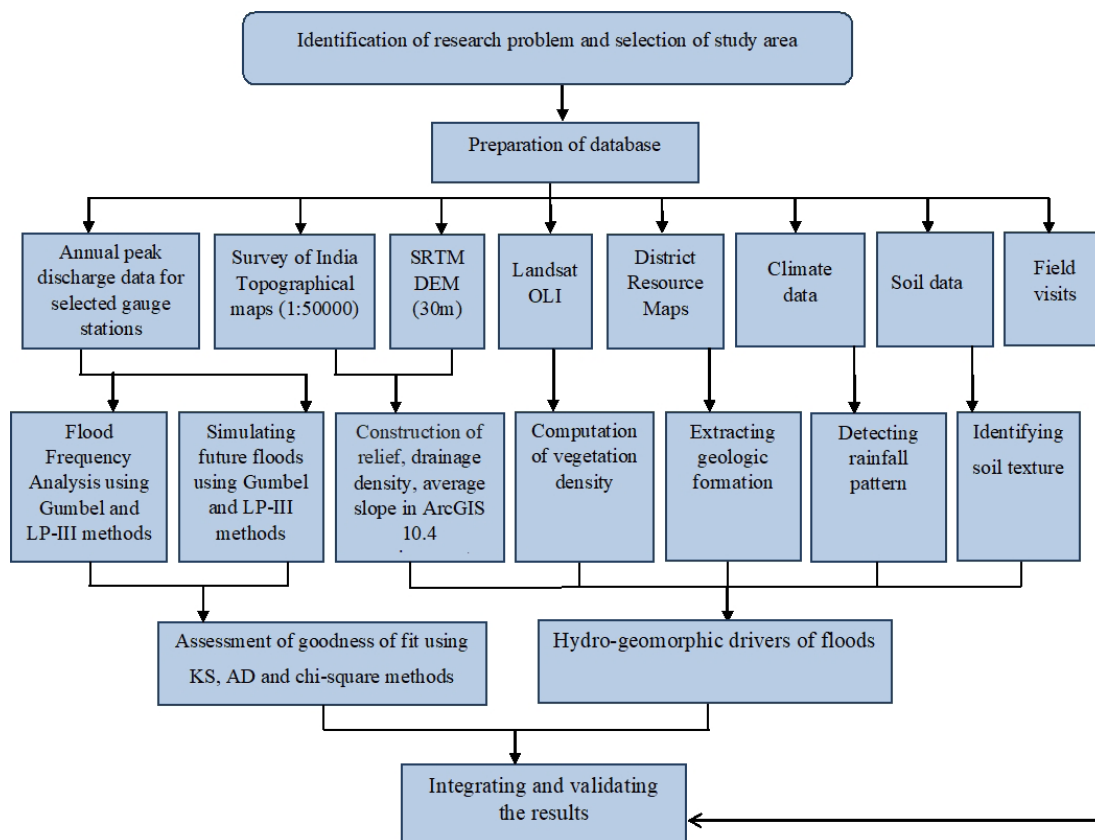 Identification of research problem and selection of study area
Preparation of database
Annual peak
discharge data for
selected gauge
stations
Survey of India
Topographical
maps (1:50000)
SRTM
DEM
(30m)
Landsat
OLI
District
Resource
Maps
Climate
data
Soil data
Field
visits
Flood
Frequency
Analysis using
Gumbel and
LP-III methods
Simulating
future floods
using Gumbel
and LP-III
methods
Construction of
relief, drainage
density, average
slope in ArcGIS
10.4
Computation
of vegetation
density
Extracting
geologic
formation
Detecting
rainfall
pattern
Identifying
soil texture
Assessment of goodness of fit using
KS, AD and chi-square methods
Hydro-geomorphic drivers of floods
Integrating and validating
the results